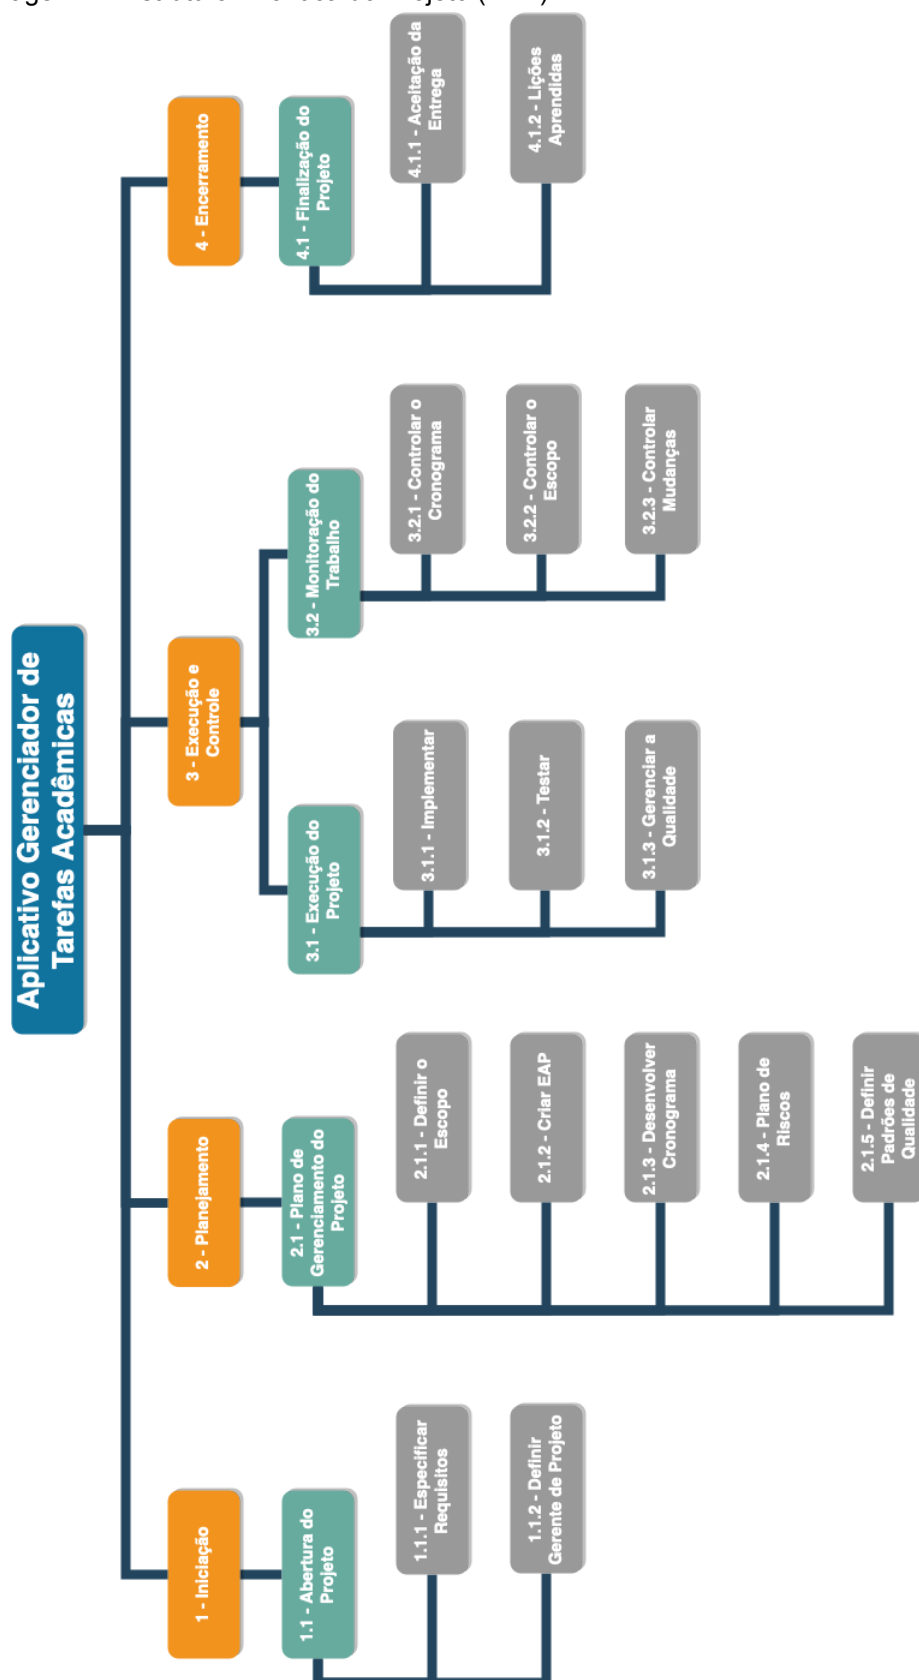 Aplicativo Gerenciador de
Tarefas Acadêmicas
1 - Iniciação
1.1 - Abertura do
Projeto
1.1.1 - Especificar
Requisitos
1.1.2 - Definir
Gerente de Projeto
2 - Planejamento
2.1 - Plano de
Gerenciamento do
Projeto
2.1.1 - Definir o
Escopo
2.1.2 - Criar EAP
2.1.3 - Desenvolver
Cronograma
2.1.4 - Plano de
Riscos
2.1.5 - Definir
Padrões de
Qualidade
3 - Execução e
Controle
3.1 - Execução do
Projeto
3.1.1 - Implementar
3.1.2 - Testar
3.1.3 - Gerenciar a
Qualidade
3.2 - Monitoração do
Trabalho
3.2.1 - Controlar o
Cronograma
3.2.2 - Controlar o
Escopo
3.2.3 - Controlar
Mudanças
4 - Encerramento
4.1 - Finalização do
Projeto
4.1.1 - Aceitação da
Entrega
4.1.2 - Lições
Aprendidas